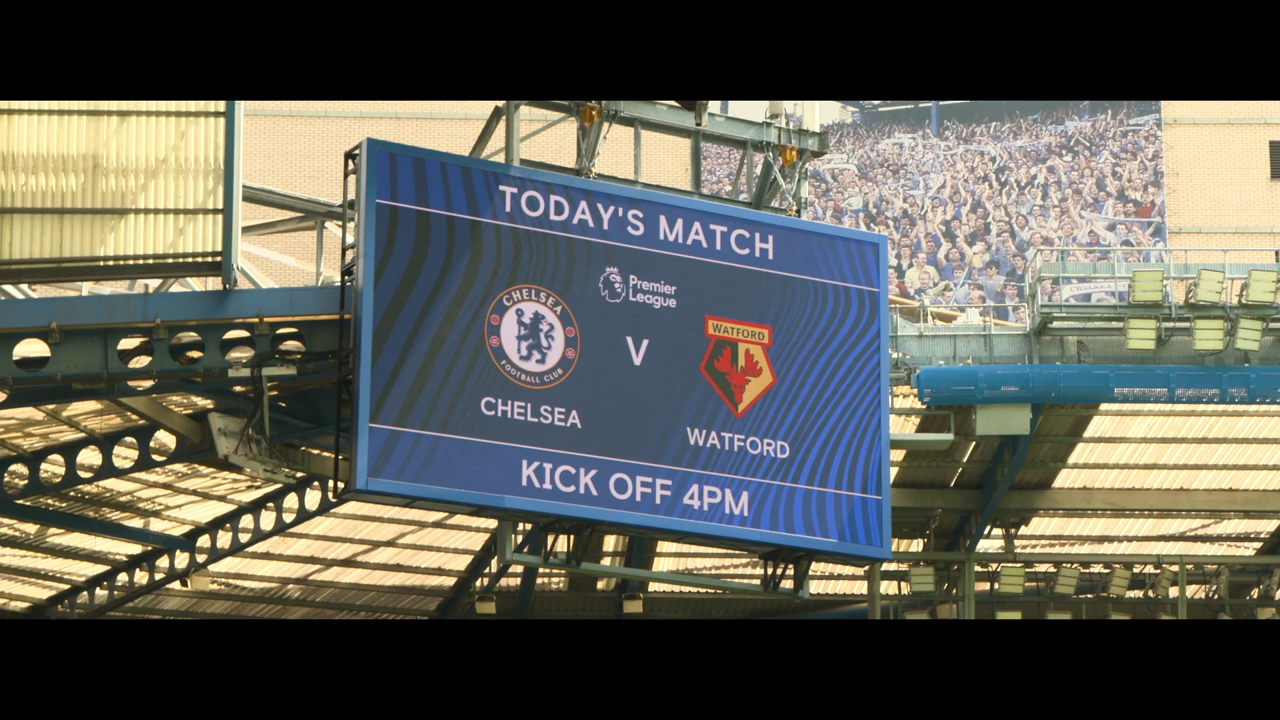 TODAY'S MATCH
Premier
League
CHELSEA
FOOTBALL CLUB
V
WATFORD
CHELSEA
WATFORD
KICK OFF 4PM